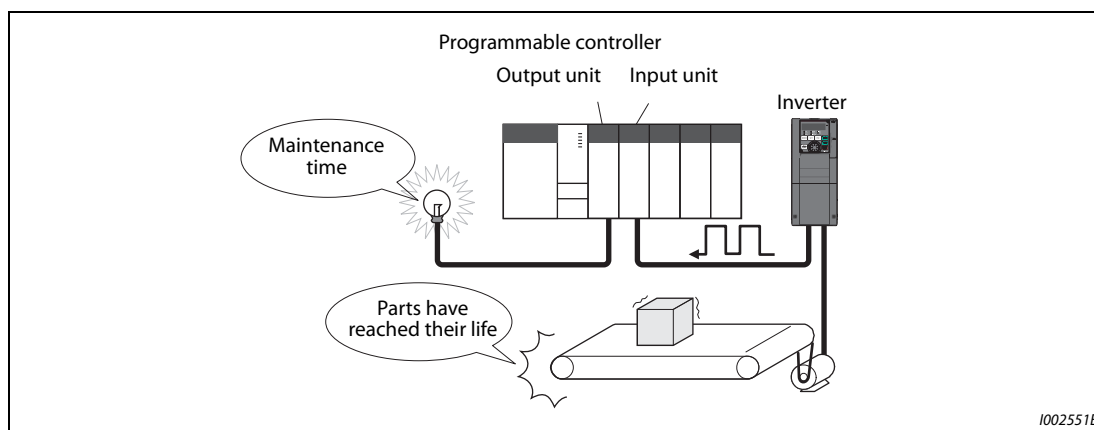 Programmable controller
Output unit
Input unit
Inverter
Maintenance
time
Parts have
reached their life
I002551E